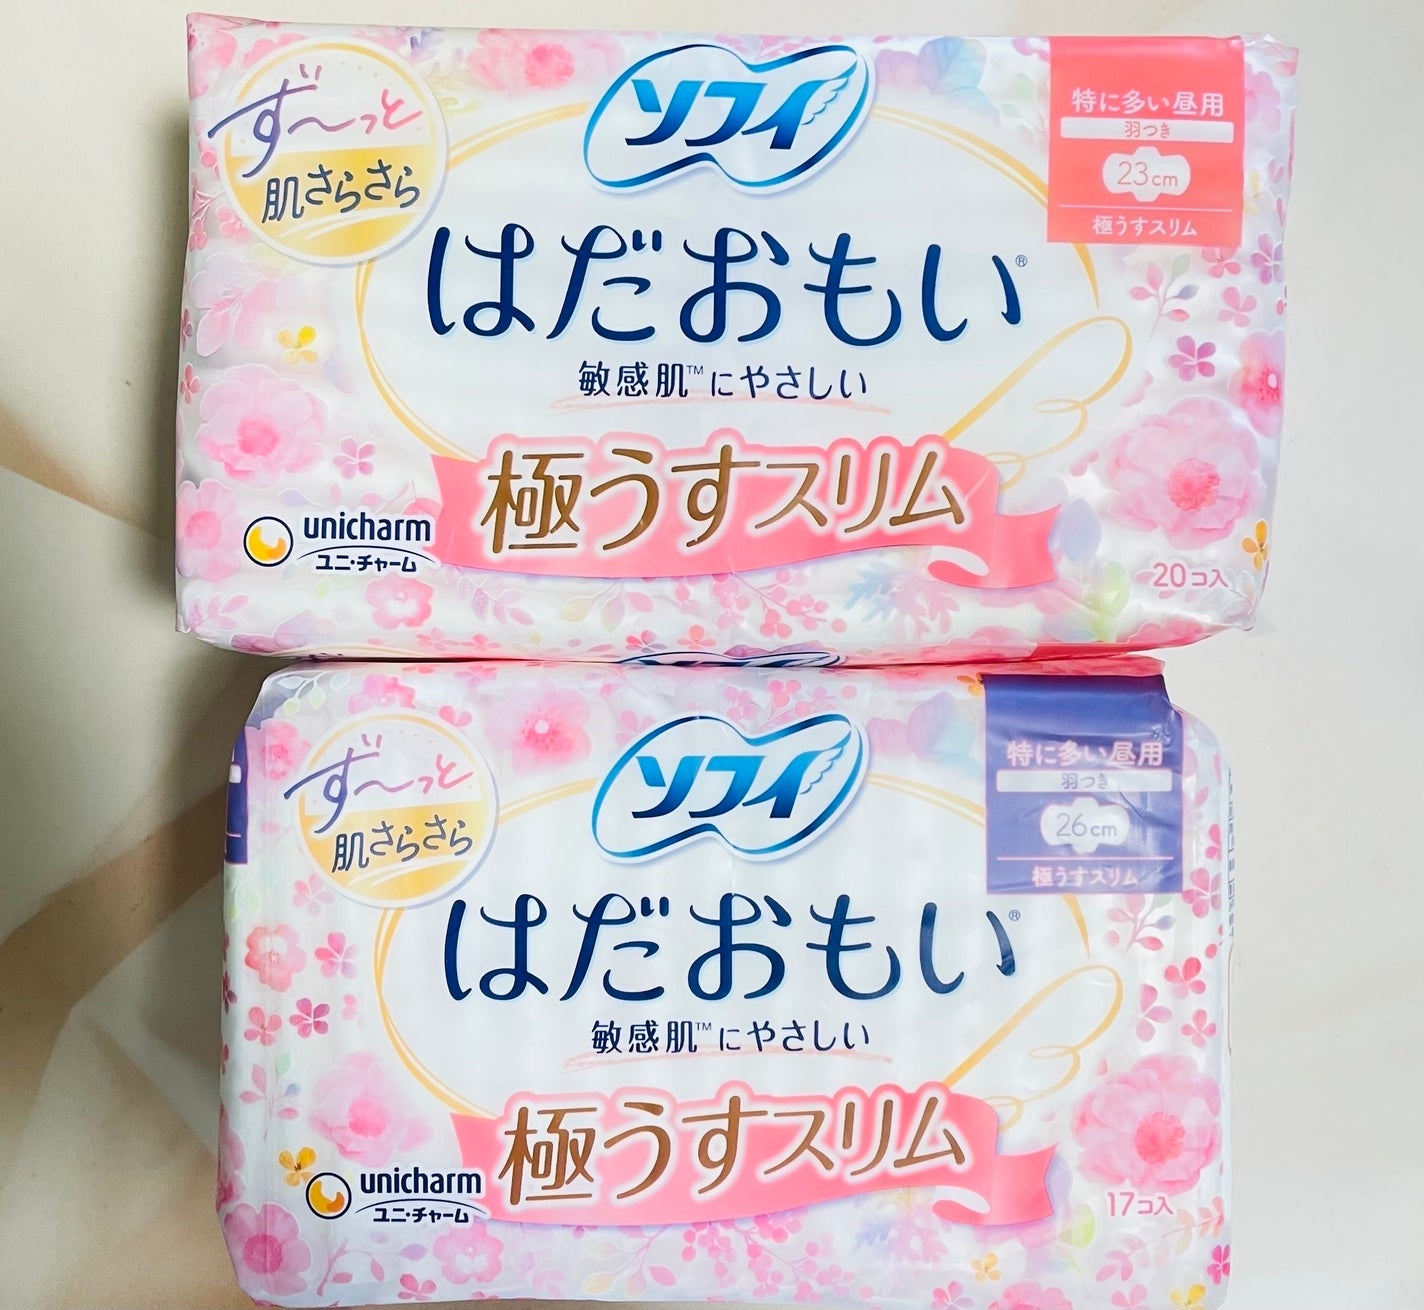 ず〜っと
肌さらさら
ソフィ
特に多い昼用
羽つき
23cm
極うすスリム
はだおもい®
敏感肌™にやさしい
極うすスリム
unicharm
ユニ・チャーム
20コ入
ず〜っと
肌さらさら
ソフィ
特に多い昼用
羽つき
26cm
極うすスリム
はだおもい®
敏感肌™にやさしい
極うすスリム
unicharm
ユニ・チャーム
17コ入